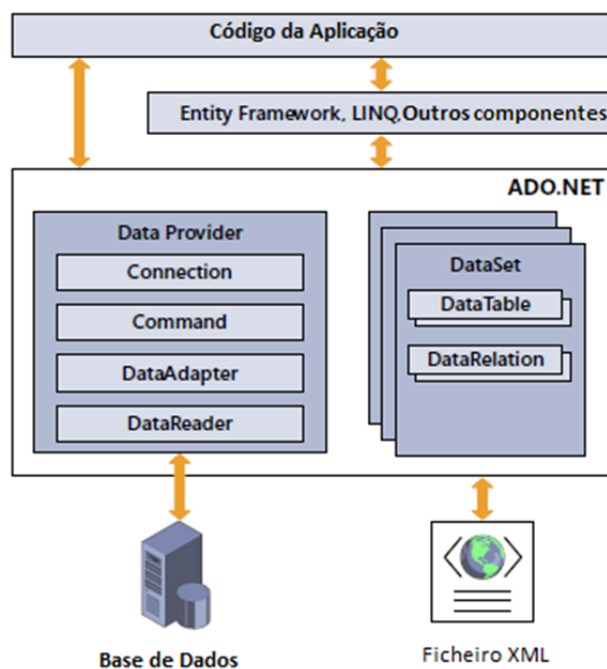 Código da Aplicação
Entity Framework, LINQ,Outros componentes
ADO.NET
Data Provider
Connection
Command
DataAdapter
DataReader
DataSet
DataTable
DataRelation
Base de Dados
Ficheiro XML